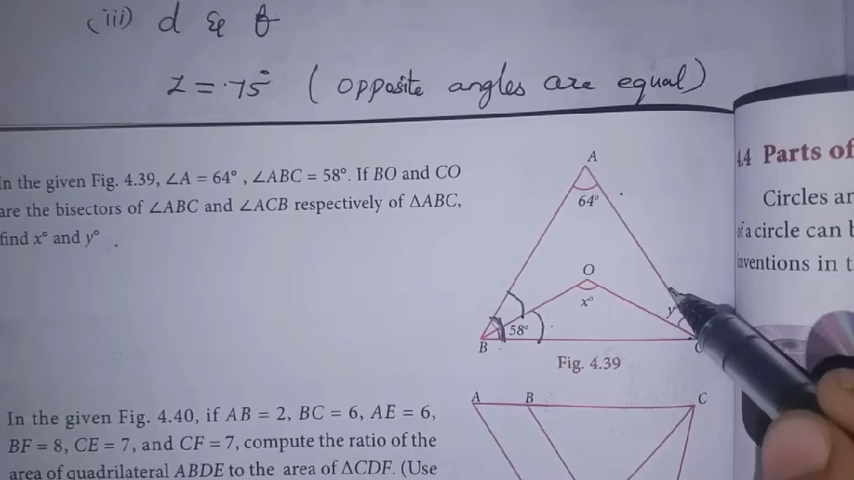 (iii) d &
z = 75° ( opposite angles are equal )
In the given Fig. 4.39, ∠A = 64° , ∠ABC = 58°. If BO and CO
are the bisectors of ∠ABC and ∠ACB respectively of ΔABC,
find x° and y° .
A
64°
O
x°
y
58°
B
C
Fig. 4.39
In the given Fig. 4.40, if AB = 2, BC = 6, AE = 6,
BF = 8, CE = 7, and CF = 7, compute the ratio of the
area of quadrilateral ABDE to the area of ΔCDF. (Use
A B C
4.4 Parts of
Circles
of a circle can
inventions in